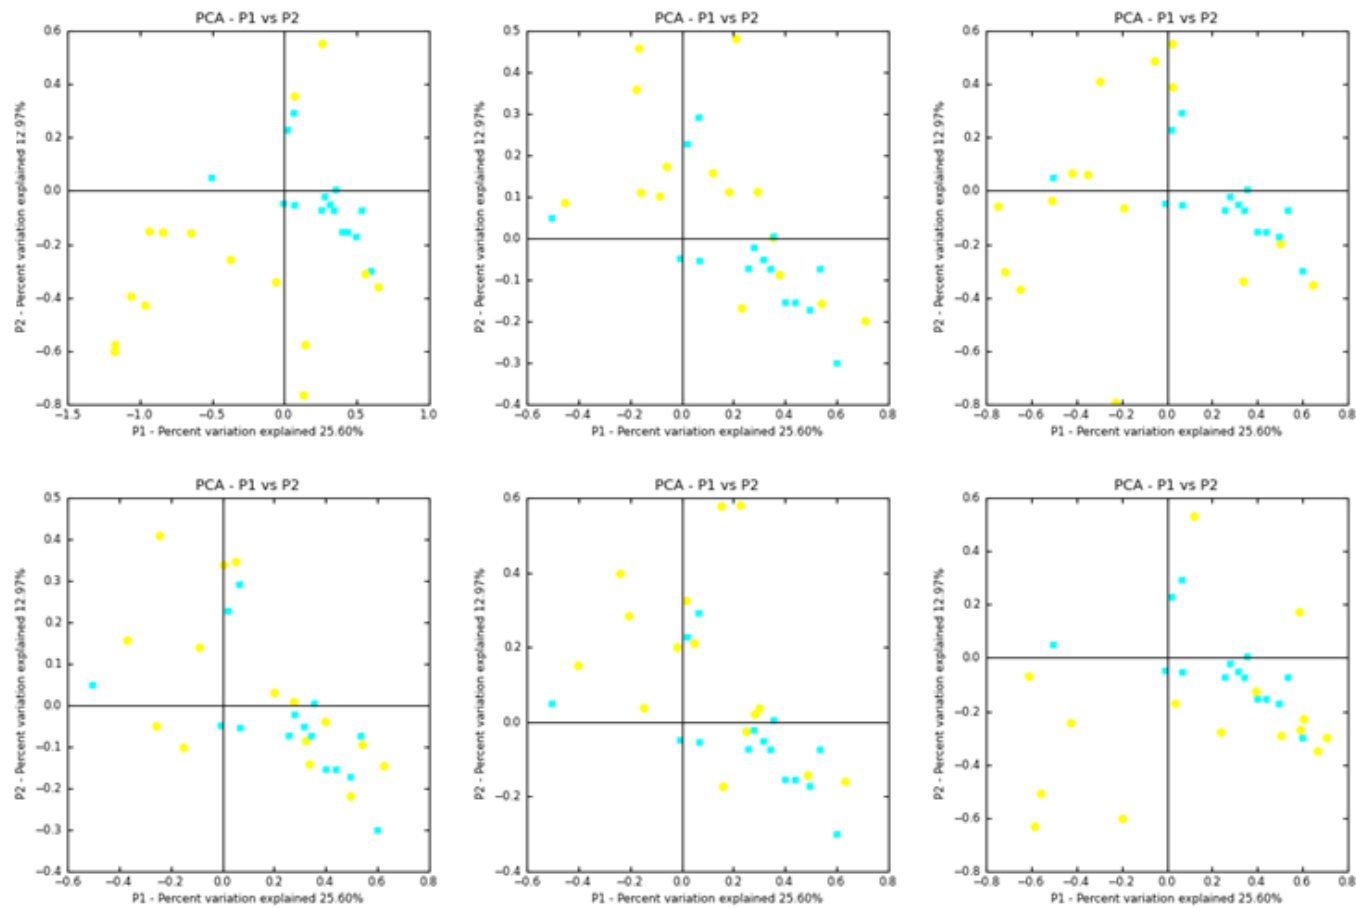 PCA - P1 vs P2
0.6
0.4
0.2
0.0
−0.2
−0.4
−0.6
−0.8
−1.5 −1.0 −0.5 0.0 0.5 1.0
P2 - Percent variation explained 12.97%
P1 - Percent variation explained 25.60%
PCA - P1 vs P2
0.5
0.4
0.3
0.2
0.1
0.0
−0.1
−0.2
−0.3
−0.4
−0.6 −0.4 −0.2 0.0 0.2 0.4 0.6 0.8
P2 - Percent variation explained 12.97%
P1 - Percent variation explained 25.60%
PCA - P1 vs P2
0.6
0.4
0.2
0.0
−0.2
−0.4
−0.6
−0.8
−0.8 −0.6 −0.4 −0.2 0.0 0.2 0.4 0.6 0.8
P2 - Percent variation explained 12.97%
P1 - Percent variation explained 25.60%
PCA - P1 vs P2
0.5
0.4
0.3
0.2
0.1
0.0
−0.1
−0.2
−0.3
−0.4
−0.6 −0.4 −0.2 0.0 0.2 0.4 0.6 0.8
P2 - Percent variation explained 12.97%
P1 - Percent variation explained 25.60%
PCA - P1 vs P2
0.6
0.4
0.2
0.0
−0.2
−0.4
−0.6 −0.4 −0.2 0.0 0.2 0.4 0.6 0.8
P2 - Percent variation explained 12.97%
P1 - Percent variation explained 25.60%
PCA - P1 vs P2
0.6
0.4
0.2
0.0
−0.2
−0.4
−0.6
−0.8
−0.8 −0.6 −0.4 −0.2 0.0 0.2 0.4 0.6 0.8
P2 - Percent variation explained 12.97%
P1 - Percent variation explained 25.60%